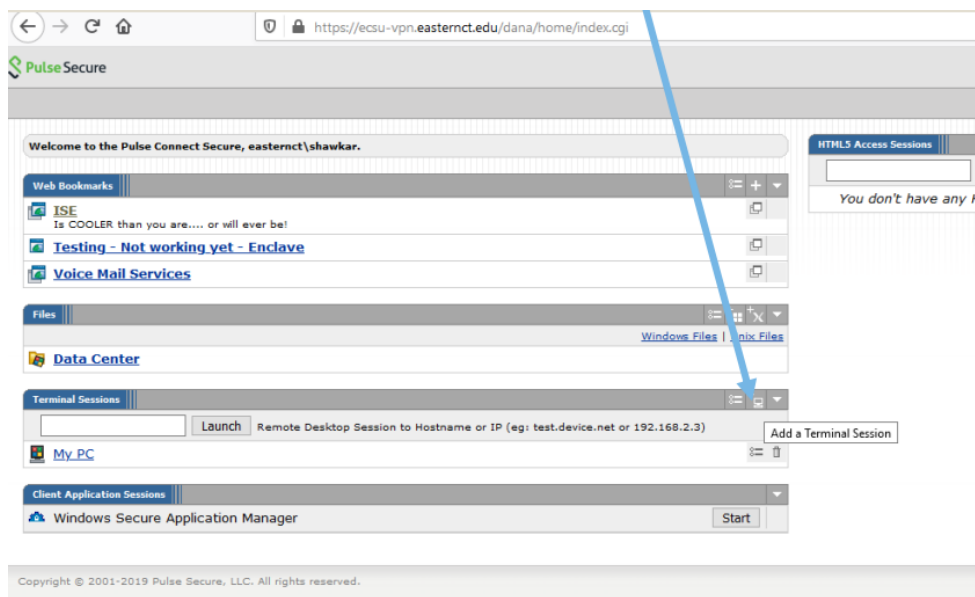 https://ecsu-vpn.easternct.edu/dana/home/index.cgi
Pulse Secure
Welcome to the Pulse Connect Secure, easternct\shawkar.
Web Bookmarks
ISE
Is COOLER than you are.... or will ever be!
Testing - Not working yet - Enclave
Voice Mail Services
Files
Windows Files | Unix Files
Data Center
Terminal Sessions
Launch Remote Desktop Session to Hostname or IP (eg: test.device.net or 192.168.2.3)
Add a Terminal Session
My PC
Client Application Sessions
Windows Secure Application Manager Start
HTML5 Access Sessions
You don't have any
Copyright © 2001-2019 Pulse Secure, LLC. All rights reserved.